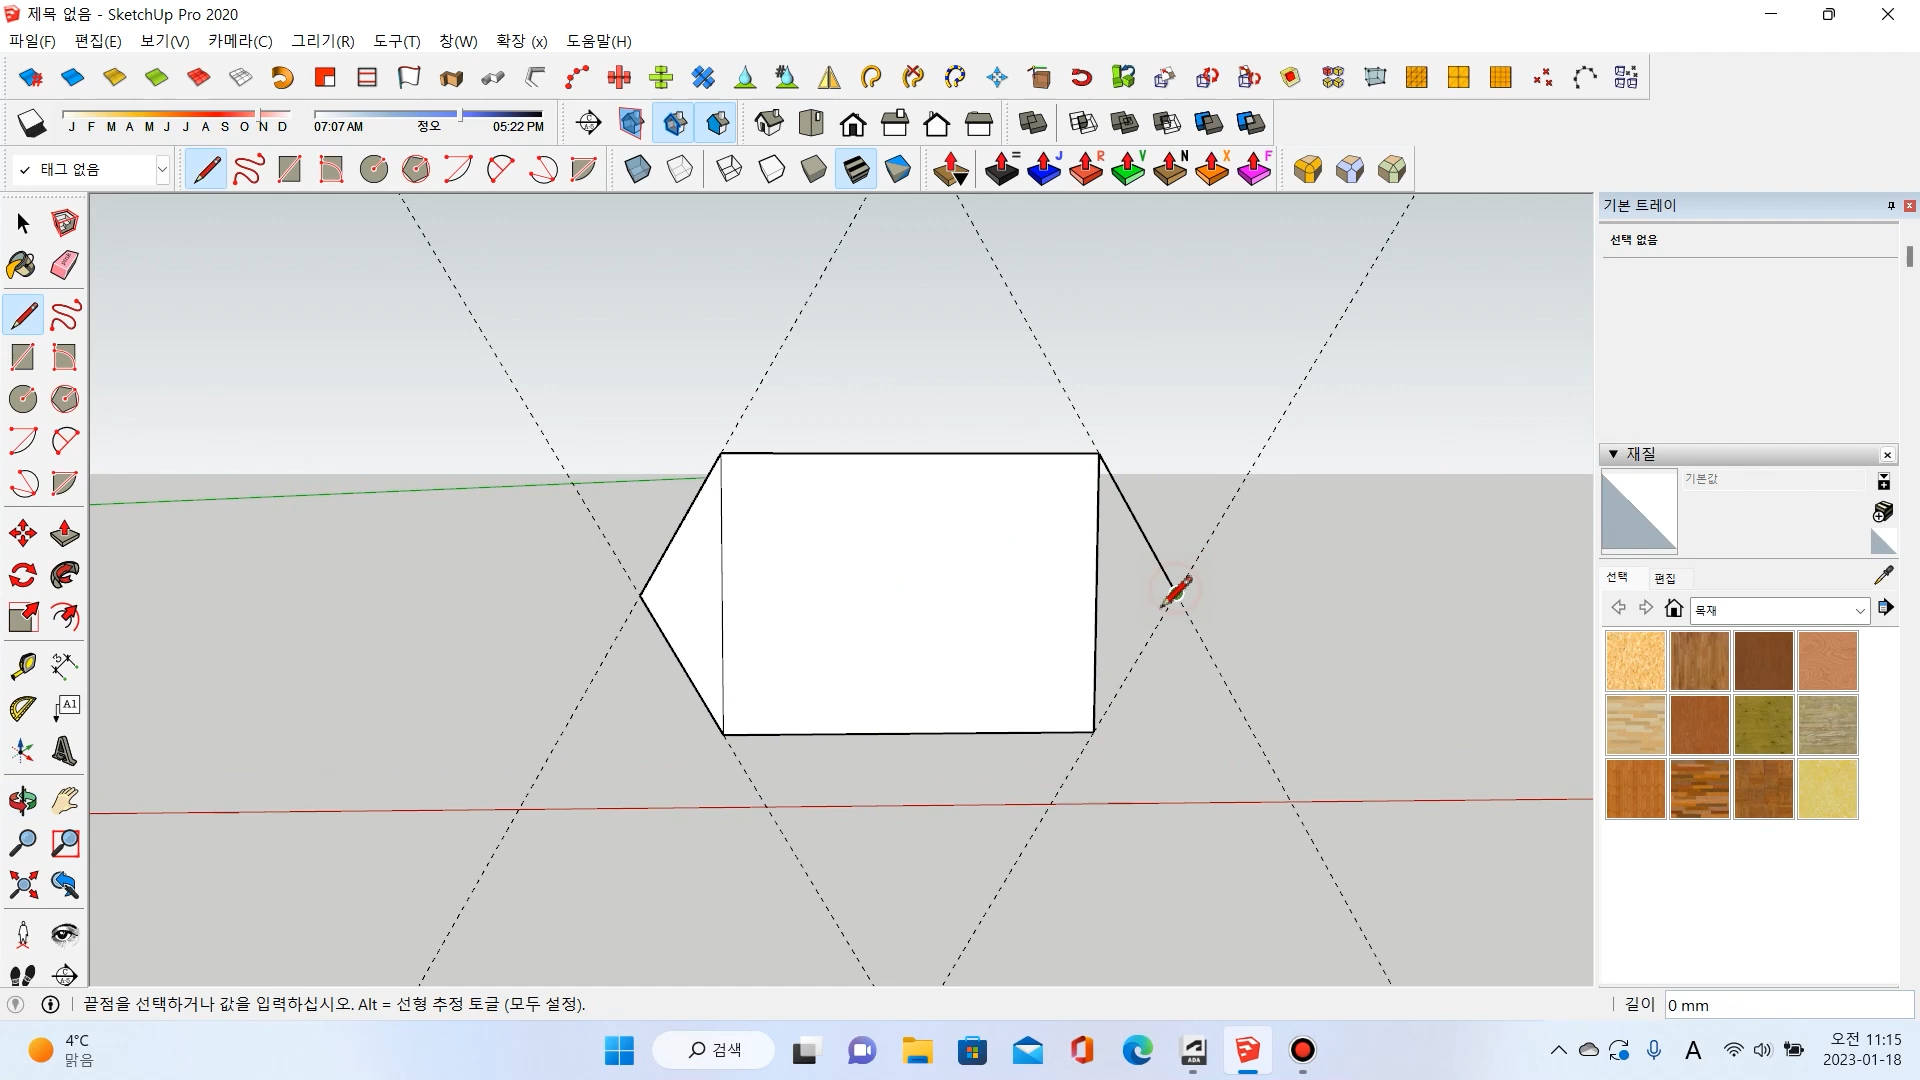 제목 없음 - SketchUp Pro 2020
파일(F) 편집(E) 보기(V) 카메라(C) 그리기(R) 도구(T) 창(W) 확장 (x) 도움말(H)
J F M A M J J A S O N D 07:07 AM 정오 05:22 PM
= J R V N X F
✓ 태그 없음
기본 트레이
선택 없음
재질
기본값
선택 편집
목재
A1
끝점을 선택하거나 값을 입력하십시오. Alt = 선형 추정 토글 (모두 설정).
길이 0 mm
4°C
맑음
검색
A
오전 11:15
2023-01-18